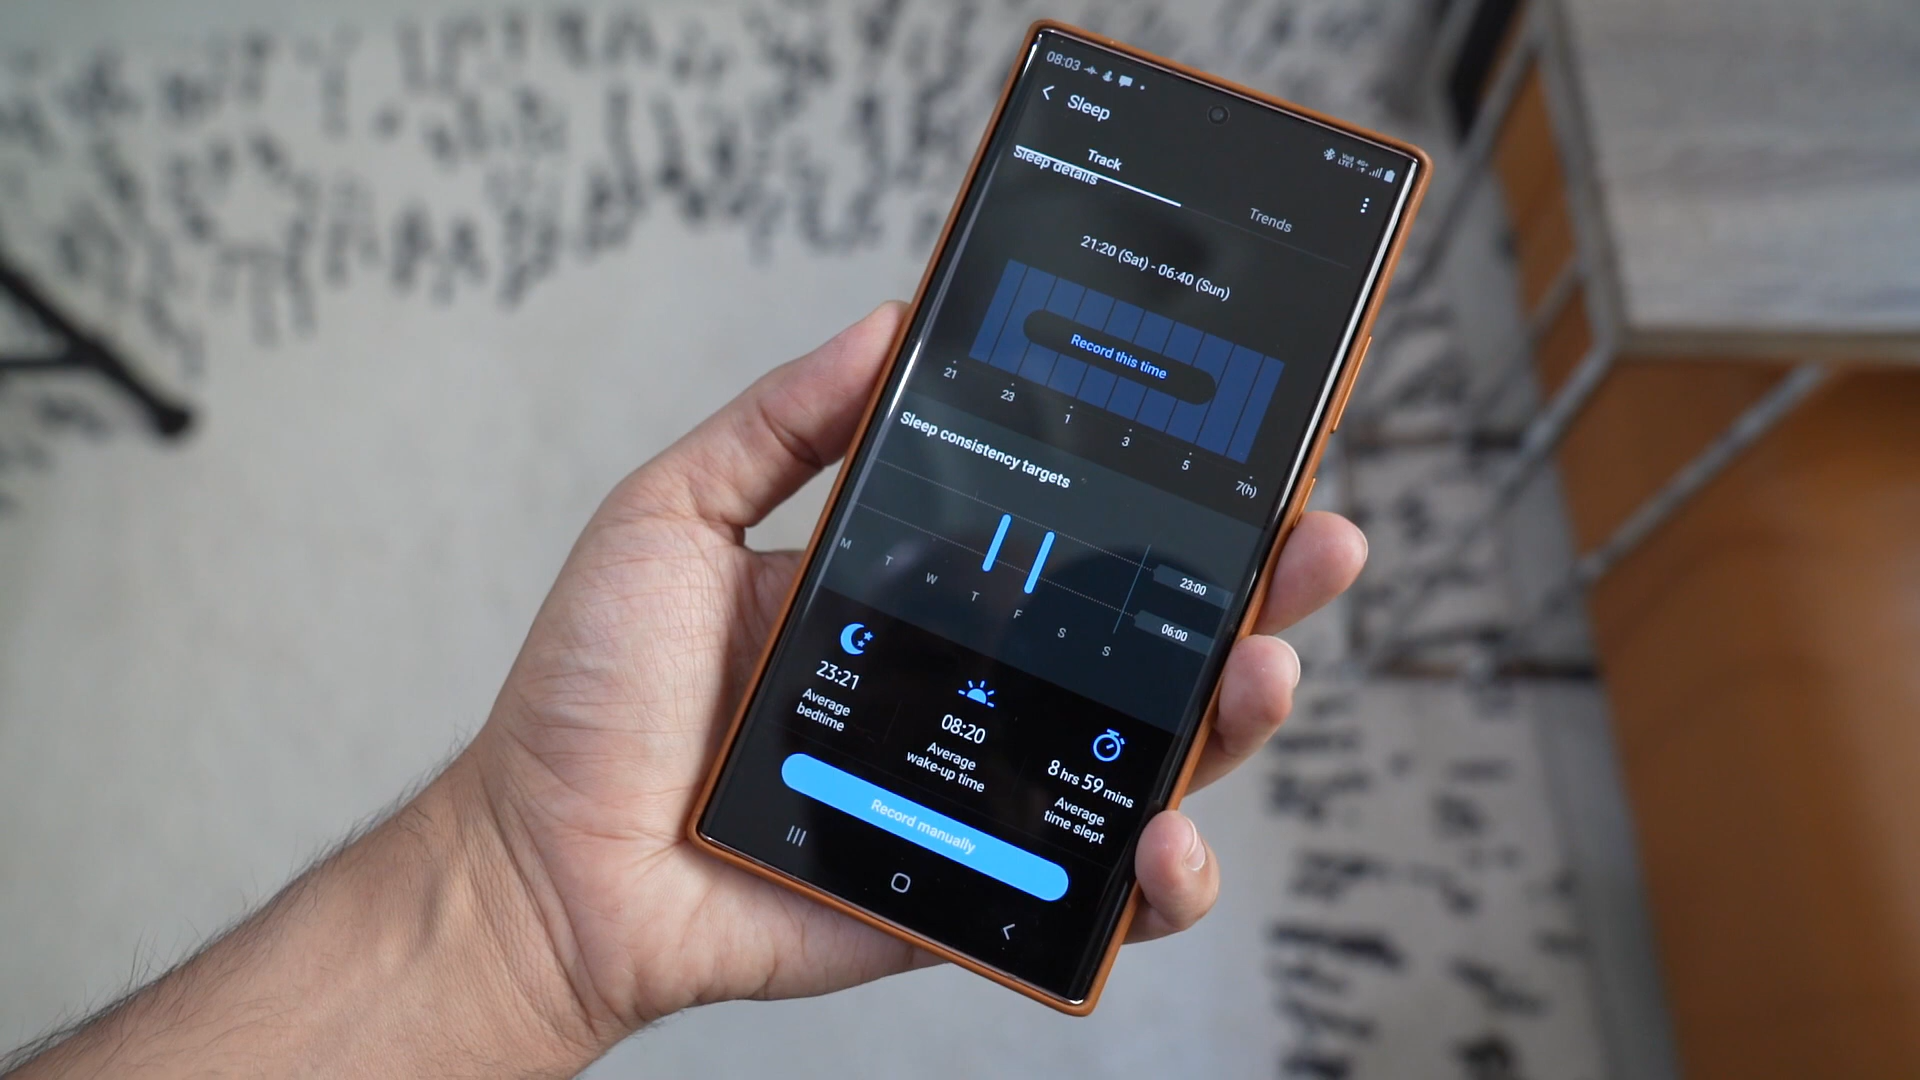 08:03
Sleep
Track
Trends
Sleep details
21:20 (Sat) - 06:40 (Sun)
Record this time
21 23 1 3 5 7(h)
Sleep consistency targets
23:00
06:00
M T W T F S S
23:21
Average
bedtime
08:20
Average
wake-up time
8 hrs 59 mins
Average
time slept
Record manually